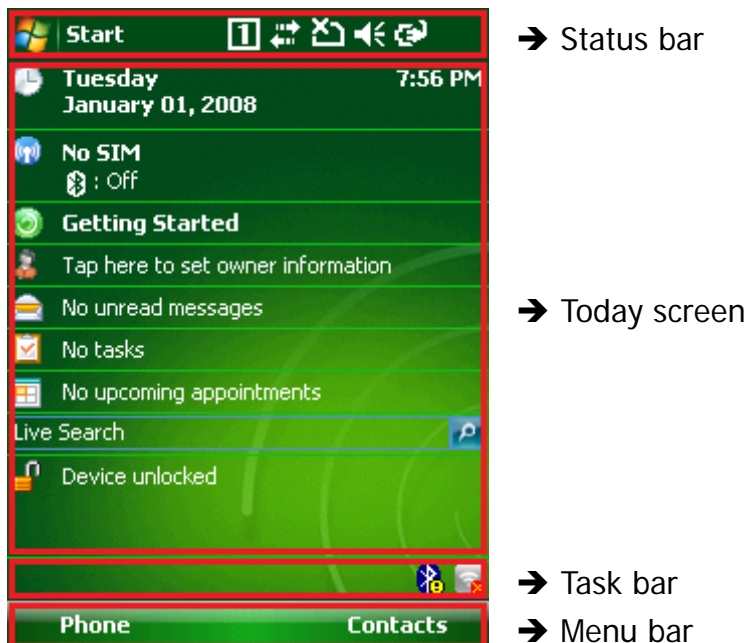 Start 1
➔ Status bar
Tuesday 7:56 PM
January 01, 2008
No SIM
: Off
Getting Started
Tap here to set owner information
No unread messages
➔ Today screen
No tasks
No upcoming appointments
Live Search
Device unlocked
➔ Task bar
Phone Contacts
➔ Menu bar